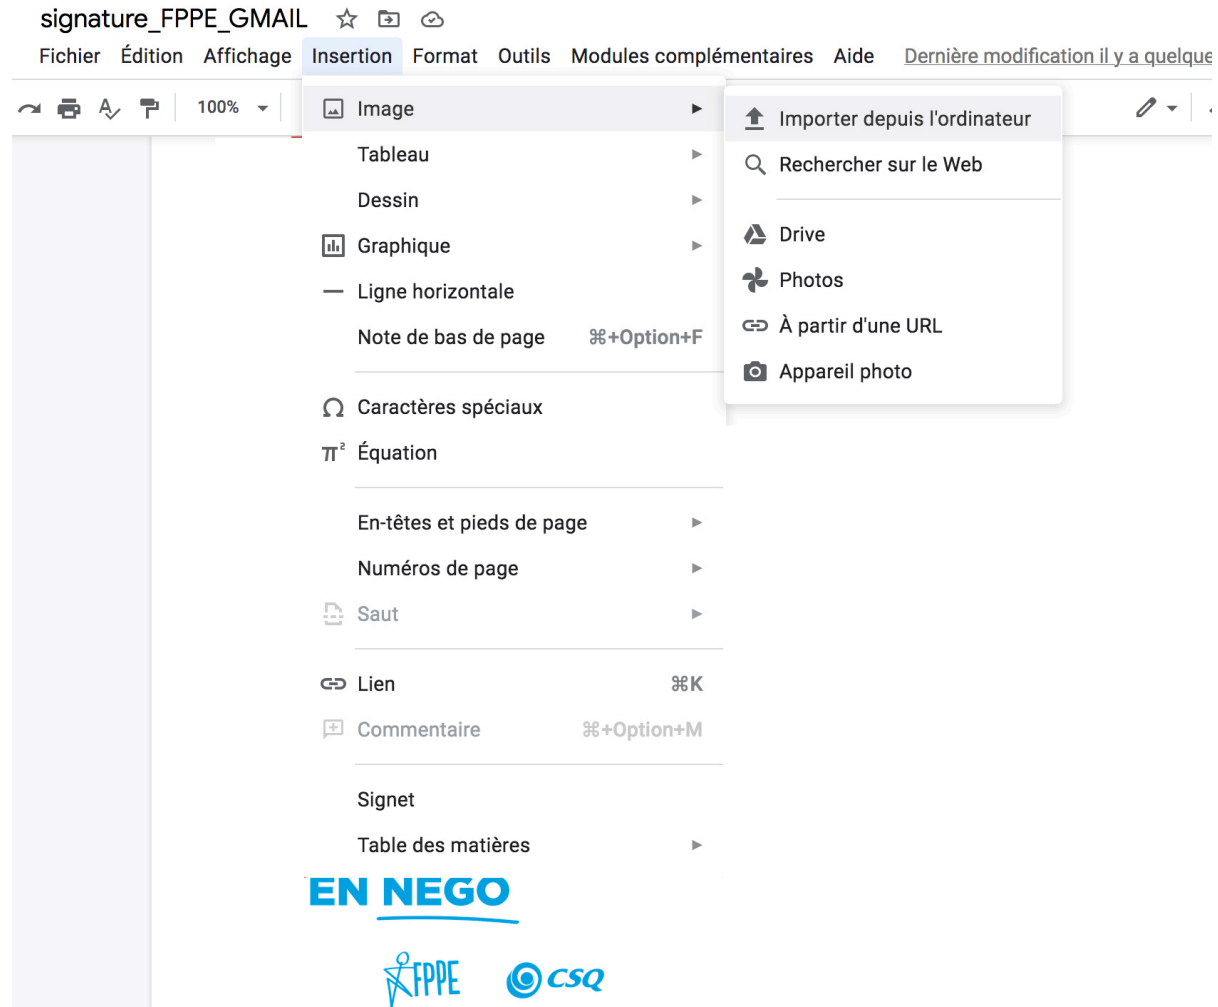 signature_FPPE_GMAIL
Fichier Édition Affichage Insertion Format Outils Modules complémentaires Aide Dernière modification il y a quelque
100%
Image
Importer depuis l'ordinateur
Tableau
Rechercher sur le Web
Dessin
Drive
Graphique
Photos
Ligne horizontale
À partir d'une URL
Note de bas de page ⌘+Option+F
Appareil photo
Caractères spéciaux
Équation
En-têtes et pieds de page
Numéros de page
Saut
Lien ⌘K
Commentaire ⌘+Option+M
Signet
Table des matières
EN NEGO
FPPE CSQ